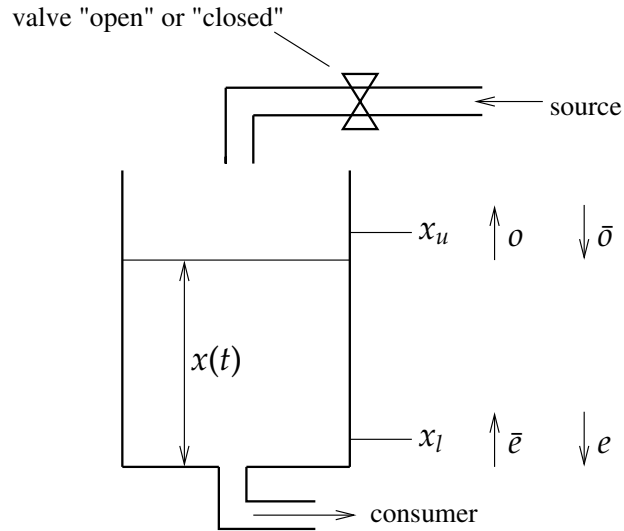 valve "open" or "closed"
source
x_u o ō
x(t)
x_l ē e
consumer